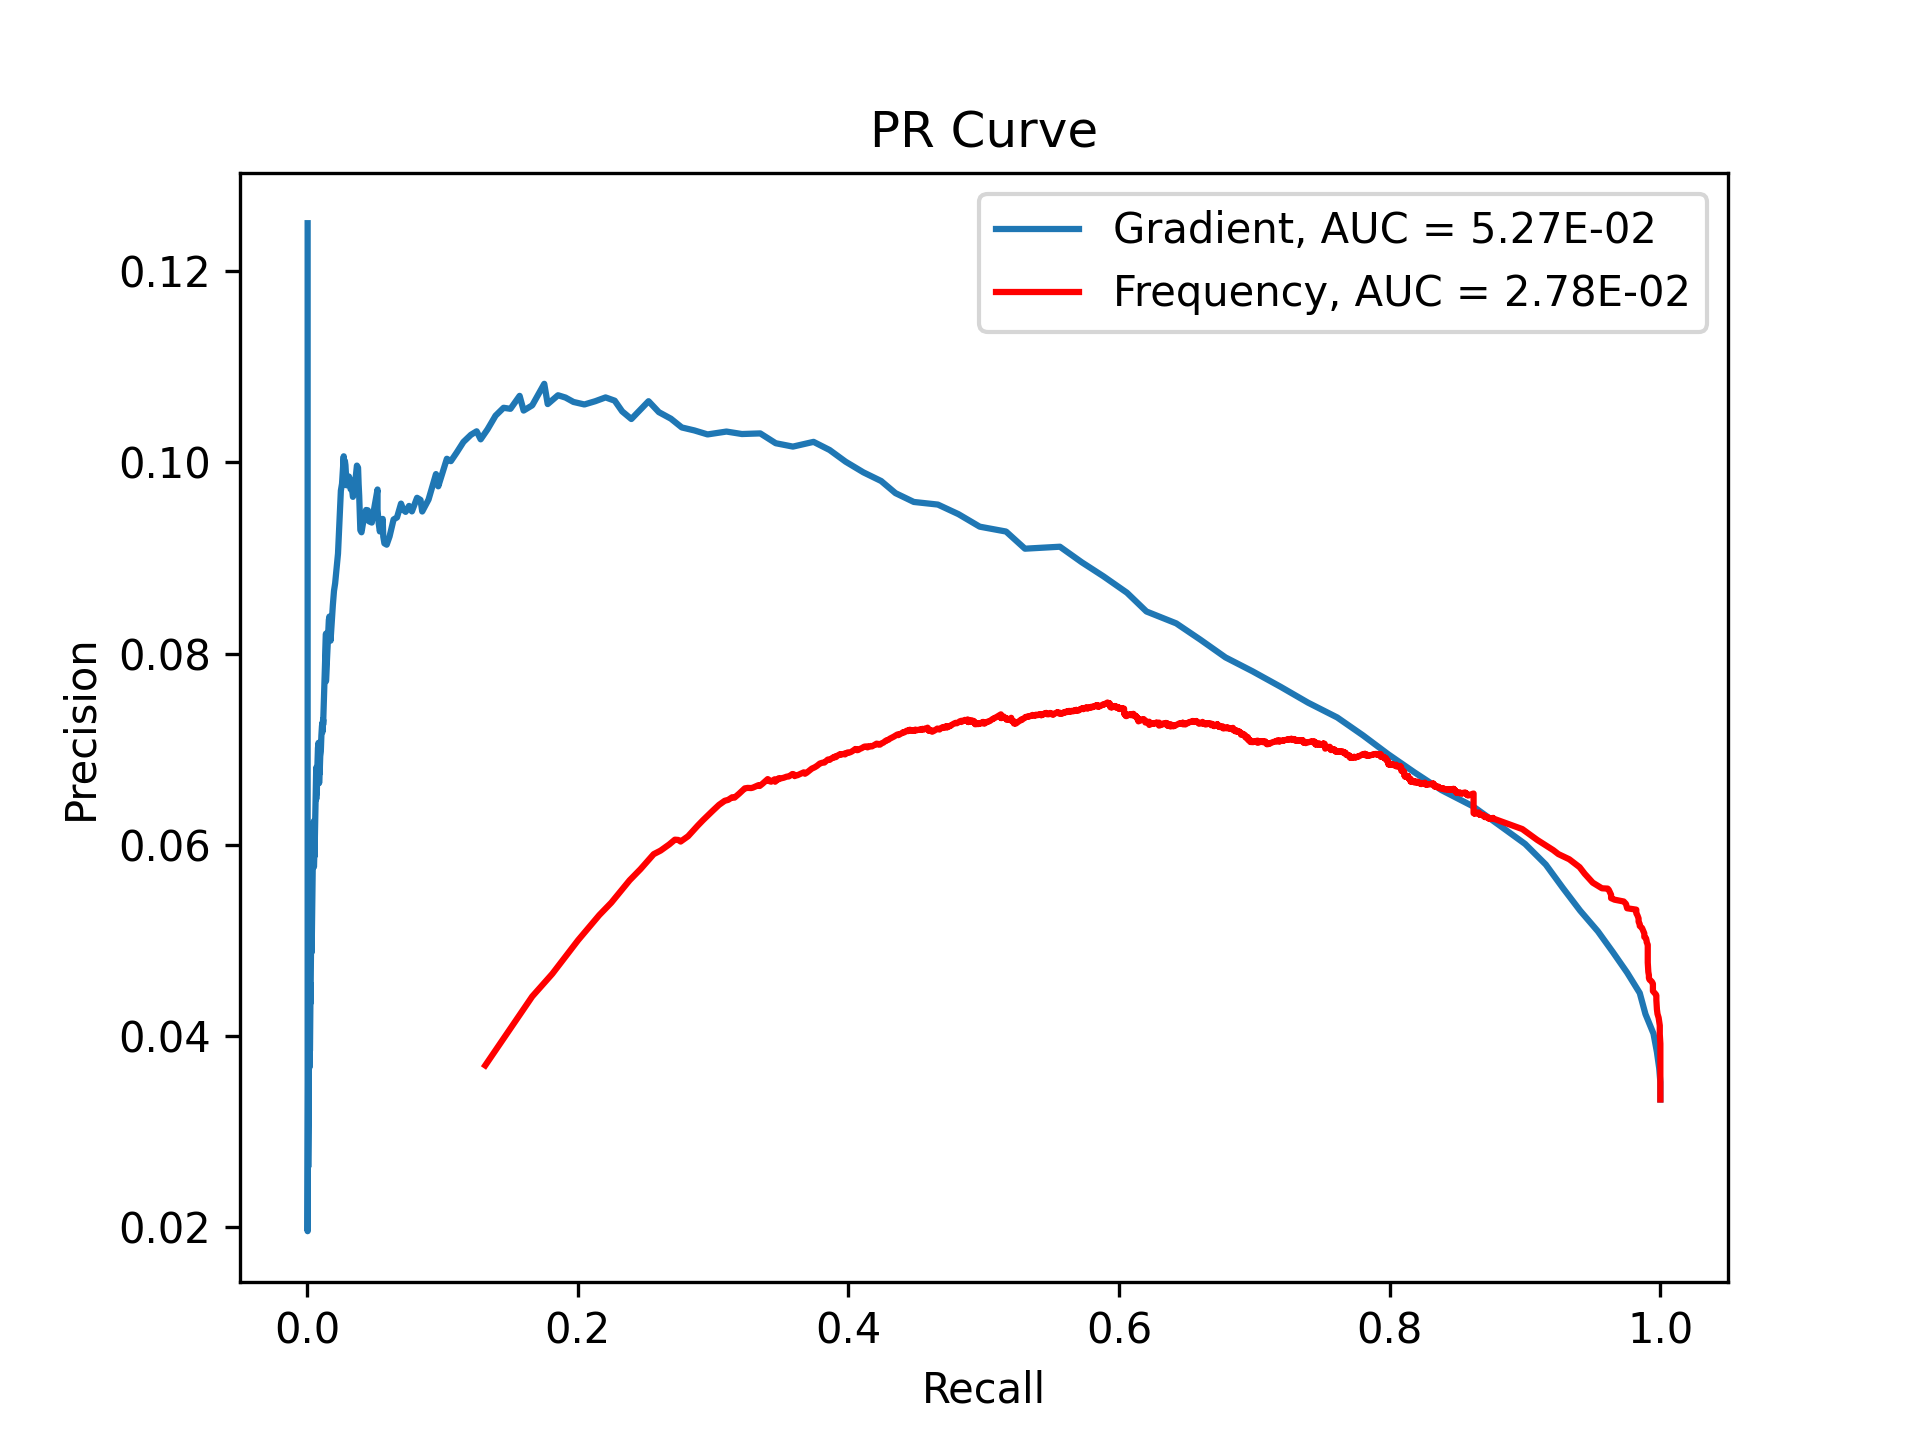 PR Curve
Gradient, AUC = 5.27E-02
Frequency, AUC = 2.78E-02
Precision
0.12
0.10
0.08
0.06
0.04
0.02
0.0 0.2 0.4 0.6 0.8 1.0
Recall